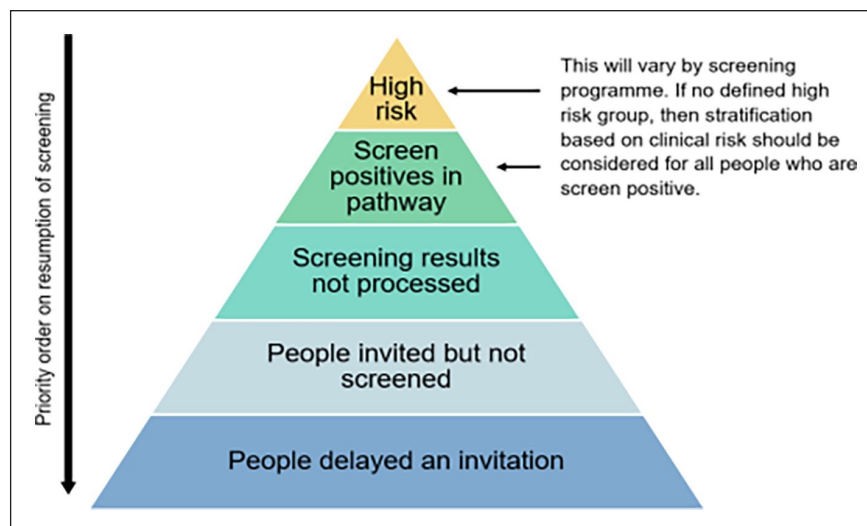 Priority order on resumption of screening
High
risk
Screen
positives in
pathway
Screening results
not processed
People invited but not
screened
People delayed an invitation
This will vary by screening
programme. If no defined high
risk group, then stratification
based on clinical risk should be
considered for all people who are
screen positive.